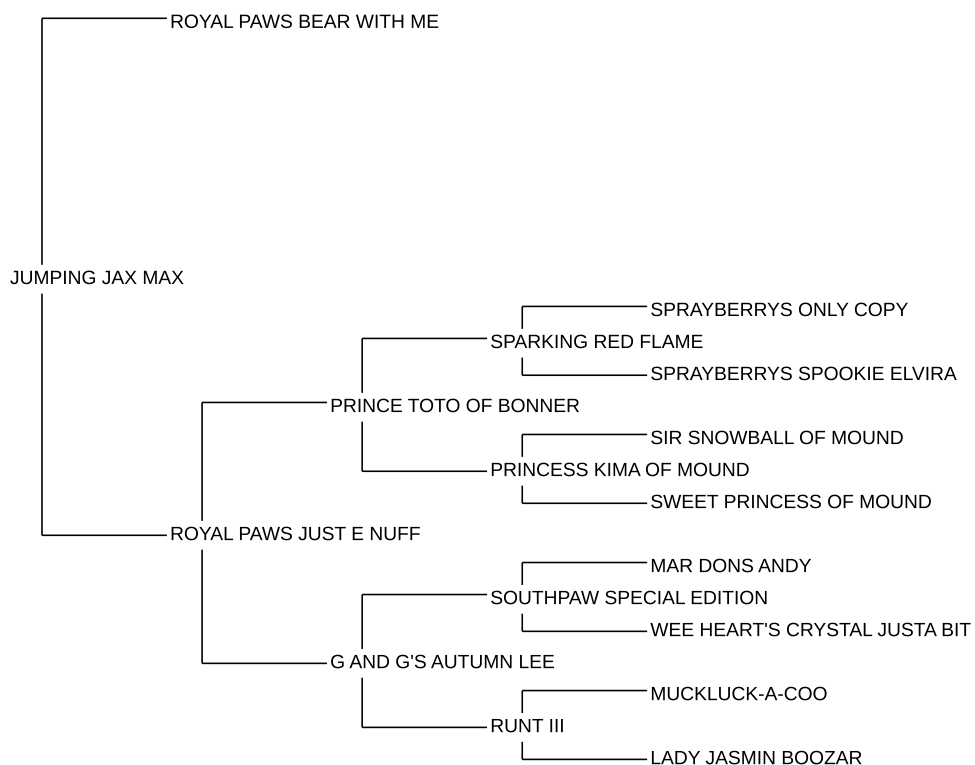 ROYAL PAWS BEAR WITH ME
JUMPING JAX MAX
SPRAYBERRYS ONLY COPY
SPARKING RED FLAME
SPRAYBERRYS SPOOKIE ELVIRA
PRINCE TOTO OF BONNER
SIR SNOWBALL OF MOUND
PRINCESS KIMA OF MOUND
SWEET PRINCESS OF MOUND
ROYAL PAWS JUST E NUFF
MAR DONS ANDY
SOUTHPAW SPECIAL EDITION
WEE HEART'S CRYSTAL JUSTA BIT
G AND G'S AUTUMN LEE
MUCKLUCK-A-COO
RUNT III
LADY JASMIN BOOZAR